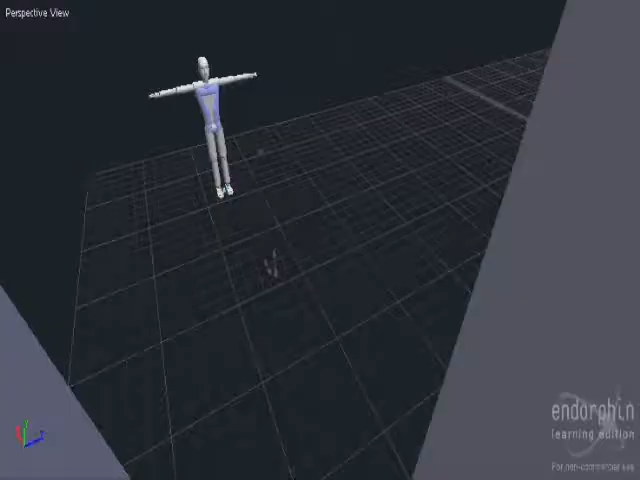 Perspective View
endorphin
learning edition
For non-commercial use